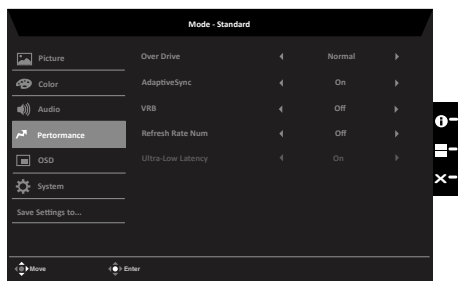 Mode - Standard
Picture
Over Drive Normal
Color
AdaptiveSync On
Audio
VRB Off
Pertormance
Refresh Rate Num Off
OSD
Ultra-Low Latency On
System
Save Settings to...
Move Enter